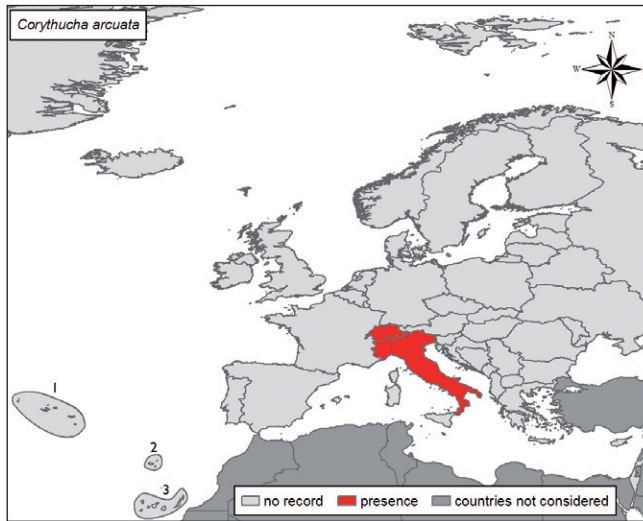 Corythucha arcuata
N
W E
S
1
2
3
no record presence countries not considered